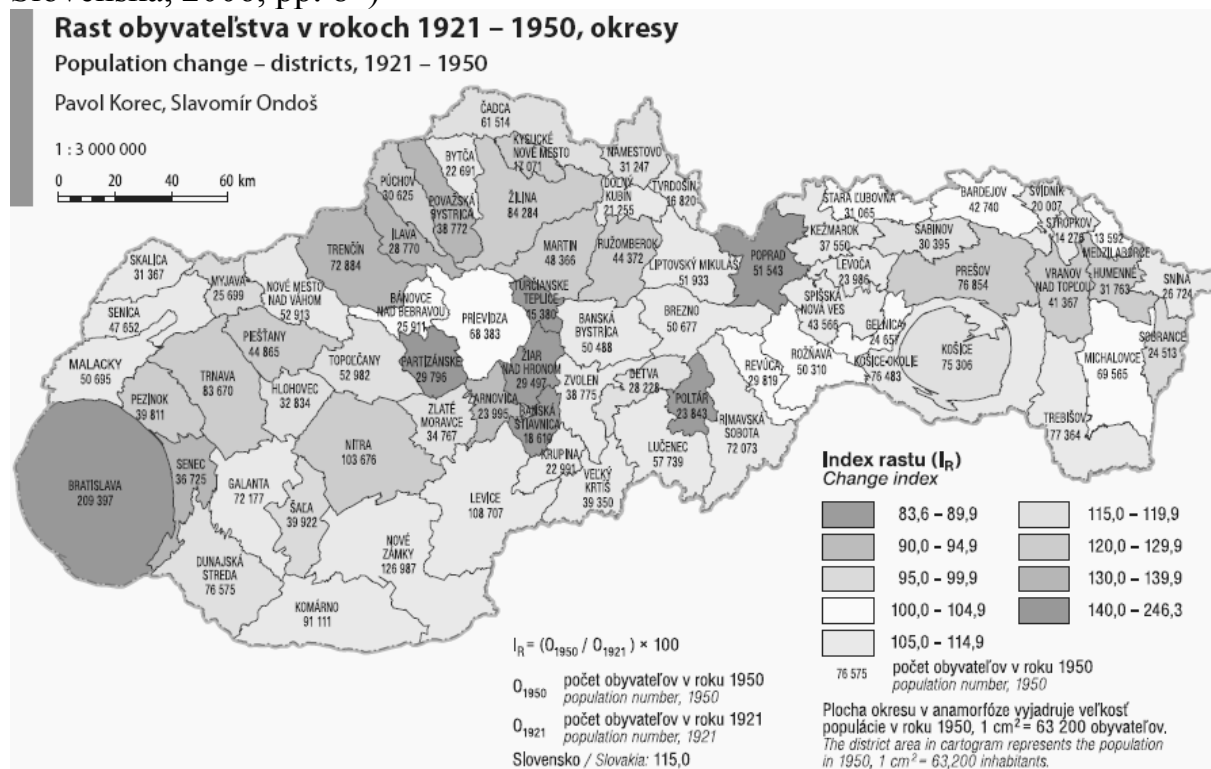 Slovenska, 2006, pp. 84)
Rast obyvateľstva v rokoch 1921 – 1950, okresy
Population change – districts, 1921 – 1950
Pavol Korec, Slavomír Ondoš
1 : 3 000 000
0 20 40 60 km
ČADCA
61 514
KYSUCKÉ
NOVÉ MESTO
17 071
NÁMESTOVO
31 247
BYTČA
22 691
PÚCHOV
30 625
POVAŽSKÁ
BYSTRICA
38 772
ŽILINA
84 284
DOLNÝ
KUBÍN
21 255
TVRDOŠÍN
16 820
ILAVA
28 770
TRENČÍN
72 884
MARTIN
48 366
RUŽOMBEROK
44 372
LIPTOVSKÝ MIKULÁŠ
51 933
POPRAD
51 543
STARÁ ĽUBOVŇA
31 065
KEŽMAROK
37 550
BARDEJOV
42 740
SVIDNÍK
20 007
STROPKOV
14 275
13 592
MEDZILABORCE
SABINOV
30 395
LEVOČA
23 986
PREŠOV
76 854
VRANOV
NAD TOPĽOU
41 367
HUMENNÉ
31 763
SNINA
26 724
SKALICA
31 367
MYJAVA
25 699
NOVÉ MESTO
NAD VÁHOM
52 913
SENICA
47 652
BÁNOVCE
NAD BEBRAVOU
25 911
PRIEVIDZA
68 383
TURČIANSKE
TEPLICE
15 380
BANSKÁ
BYSTRICA
50 488
BREZNO
50 677
SPIŠSKÁ
NOVÁ VES
43 566
GELNICA
24 657
KOŠICE-OKOLIE
76 483
KOŠICE
75 306
SOBRANCE
24 513
MICHALOVCE
69 565
MALACKY
50 695
PIEŠŤANY
44 865
TOPOĽČANY
52 982
PARTIZÁNSKE
29 796
ŽIAR
NAD HRONOM
29 497
ZVOLEN
38 775
DETVA
28 228
POLTÁR
23 843
REVÚCA
29 819
ROŽŇAVA
50 310
TRNAVA
83 670
PEZINOK
39 811
HLOHOVEC
32 834
ZLATÉ
MORAVCE
34 767
ŽARNOVICA
23 995
BANSKÁ
ŠTIAVNICA
18 619
RIMAVSKÁ
SOBOTA
72 073
TREBIŠOV
77 364
NITRA
103 676
KRUPINA
22 991
LUČENEC
57 739
VEĽKÝ
KRTÍŠ
39 350
BRATISLAVA
209 397
SENEC
36 725
GALANTA
72 177
ŠAĽA
39 922
LEVICE
108 707
NOVÉ
ZÁMKY
126 987
DUNAJSKÁ
STREDA
76 575
KOMÁRNO
91 111
Index rastu (I_R)
Change index
83,6 – 89,9
90,0 – 94,9
95,0 – 99,9
100,0 – 104,9
105,0 – 114,9
115,0 – 119,9
120,0 – 129,9
130,0 – 139,9
140,0 – 246,3
76 575 počet obyvateľov v roku 1950
population number, 1950
Plocha okresu v anamorfóze vyjadruje veľkosť
populácie v roku 1950, 1 cm² = 63 200 obyvateľov.
The district area in cartogram represents the population
in 1950, 1 cm² = 63,200 inhabitants.
I_R = (O_1950 / O_1921) × 100
O_1950 počet obyvateľov v roku 1950
population number, 1950
O_1921 počet obyvateľov v roku 1921
population number, 1921
Slovensko / Slovakia: 115,0